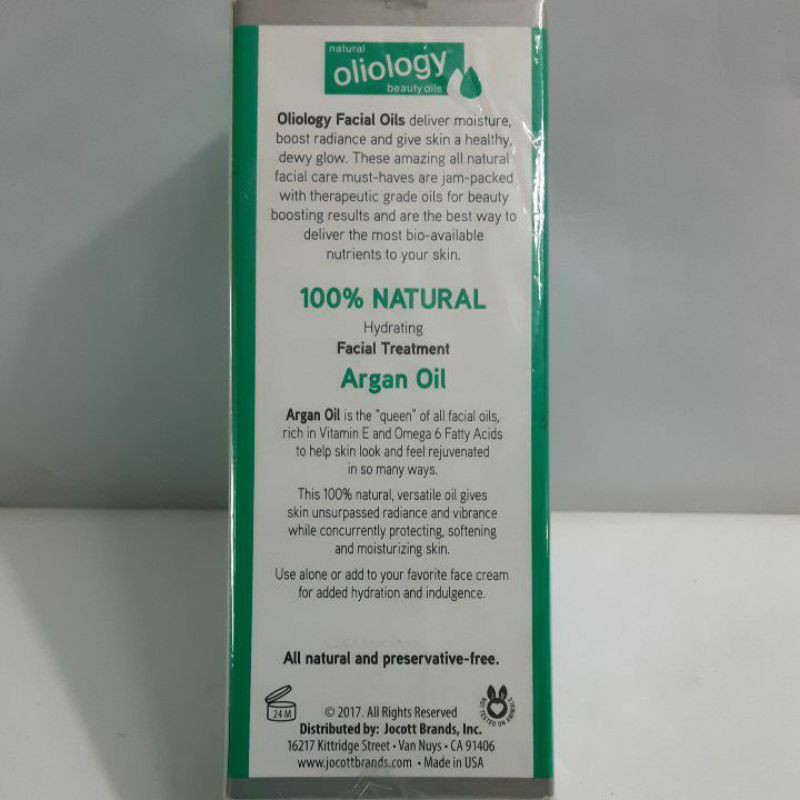 natural
oliology
beauty oils
Oliology Facial Oils deliver moisture,
boost radiance and give skin a healthy,
dewy glow. These amazing all natural
facial care must-haves are jam-packed
with therapeutic grade oils for beauty
boosting results and are the best way to
deliver the most bio-available
nutrients to your skin.
100% NATURAL
Hydrating
Facial Treatment
Argan Oil
Argan Oil is the "queen" of all facial oils,
rich in Vitamin E and Omega 6 Fatty Acids
to help skin look and feel rejuvenated
in so many ways.
This 100% natural, versatile oil gives
skin unsurpassed radiance and vibrance
while concurrently protecting, softening
and moisturizing skin.
Use alone or add to your favorite face cream
for added hydration and indulgence.
All natural and preservative-free.
24 M
NOT TESTED ON ANIMALS
© 2017. All Rights Reserved
Distributed by: Jocott Brands, Inc.
16217 Kittridge Street • Van Nuys • CA 91406
www.jocottbrands.com • Made in USA